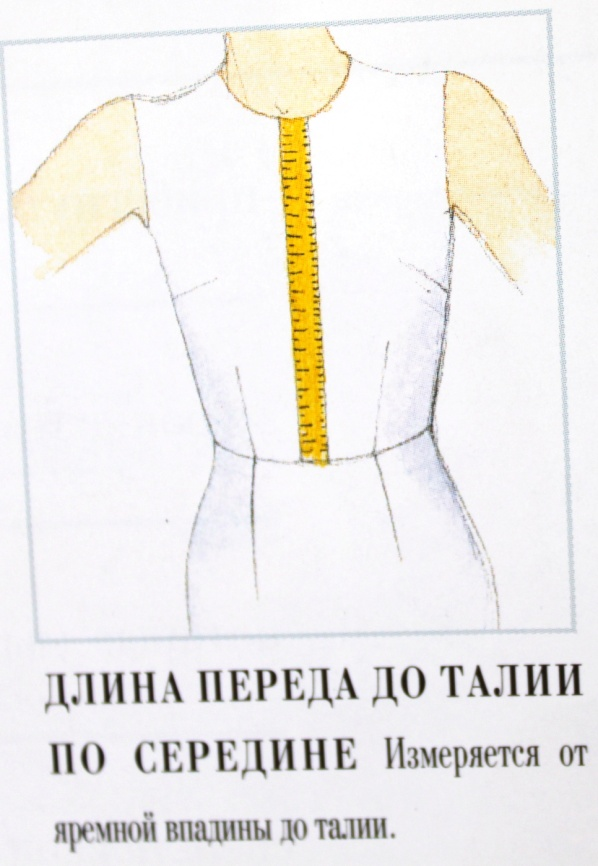 ДЛИНА ПЕРЕДА ДО ТАЛИИ
ПО СЕРЕДИНЕ Измеряется от
яремной впадины до талии.